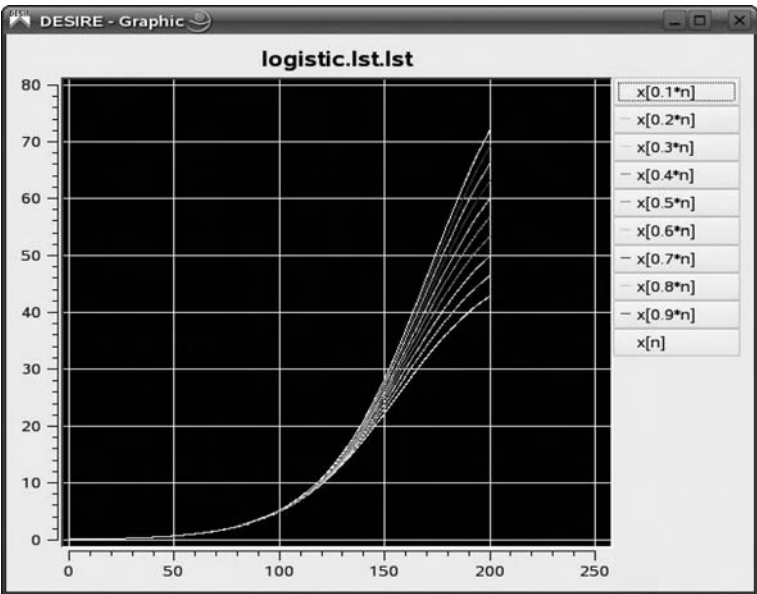 DESIRE - Graphic
logistic.lst.lst
80
70
60
50
40
30
20
10
0
0 50 100 150 200 250
x[0.1*n]
x[0.2*n]
x[0.3*n]
x[0.4*n]
x[0.5*n]
x[0.6*n]
x[0.7*n]
x[0.8*n]
x[0.9*n]
x[n]